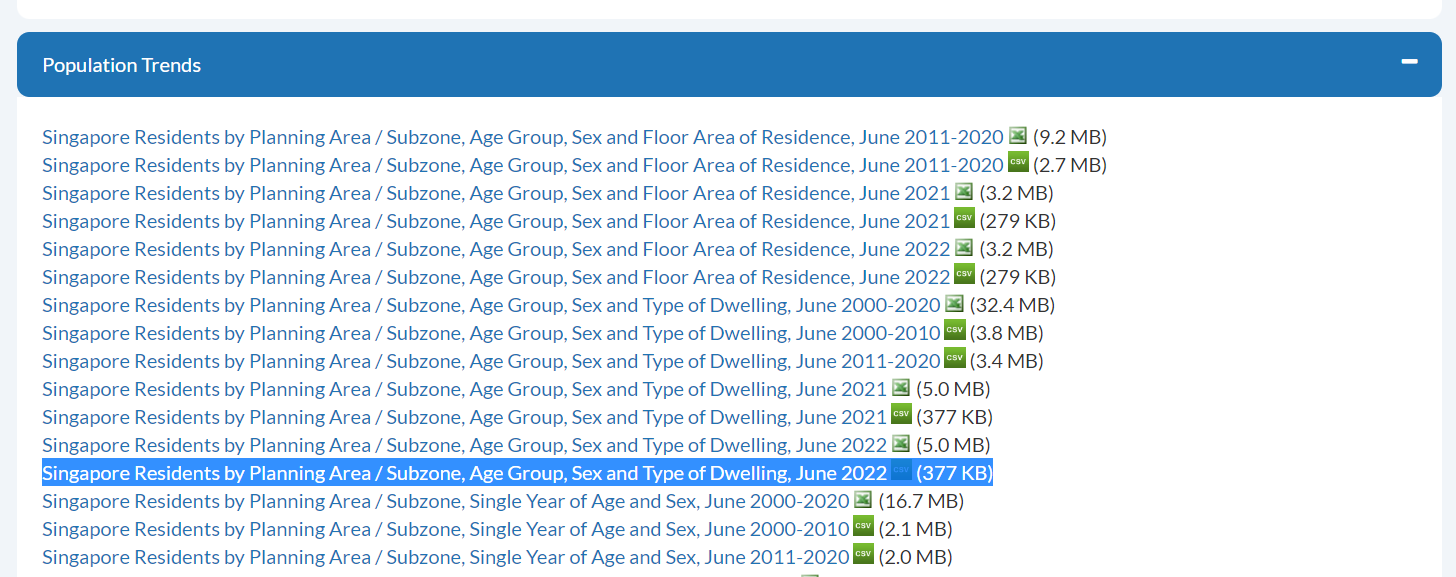 Population Trends
Singapore Residents by Planning Area / Subzone, Age Group, Sex and Floor Area of Residence, June 2011-2020 (9.2 MB)
Singapore Residents by Planning Area / Subzone, Age Group, Sex and Floor Area of Residence, June 2011-2020 CSV (2.7 MB)
Singapore Residents by Planning Area / Subzone, Age Group, Sex and Floor Area of Residence, June 2021 (3.2 MB)
Singapore Residents by Planning Area / Subzone, Age Group, Sex and Floor Area of Residence, June 2021 CSV (279 KB)
Singapore Residents by Planning Area / Subzone, Age Group, Sex and Floor Area of Residence, June 2022 (3.2 MB)
Singapore Residents by Planning Area / Subzone, Age Group, Sex and Floor Area of Residence, June 2022 CSV (279 KB)
Singapore Residents by Planning Area / Subzone, Age Group, Sex and Type of Dwelling, June 2000-2020 (32.4 MB)
Singapore Residents by Planning Area / Subzone, Age Group, Sex and Type of Dwelling, June 2000-2010 CSV (3.8 MB)
Singapore Residents by Planning Area / Subzone, Age Group, Sex and Type of Dwelling, June 2011-2020 CSV (3.4 MB)
Singapore Residents by Planning Area / Subzone, Age Group, Sex and Type of Dwelling, June 2021 (5.0 MB)
Singapore Residents by Planning Area / Subzone, Age Group, Sex and Type of Dwelling, June 2021 CSV (377 KB)
Singapore Residents by Planning Area / Subzone, Age Group, Sex and Type of Dwelling, June 2022 (5.0 MB)
Singapore Residents by Planning Area / Subzone, Age Group, Sex and Type of Dwelling, June 2022 CSV (377 KB)
Singapore Residents by Planning Area / Subzone, Single Year of Age and Sex, June 2000-2020 (16.7 MB)
Singapore Residents by Planning Area / Subzone, Single Year of Age and Sex, June 2000-2010 CSV (2.1 MB)
Singapore Residents by Planning Area / Subzone, Single Year of Age and Sex, June 2011-2020 CSV (2.0 MB)